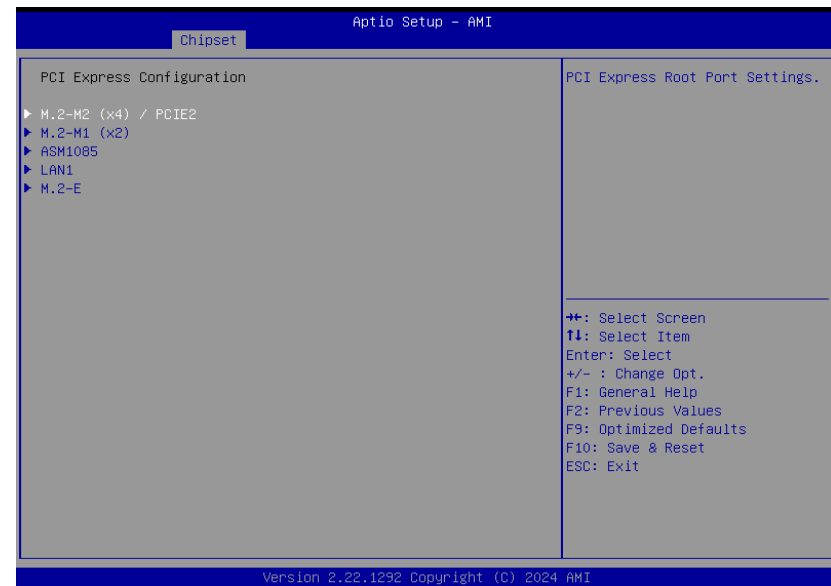 Aptio Setup – AMI
Chipset
PCI Express Configuration
▶ M.2-M2 (x4) / PCIE2
▶ M.2-M1 (x2)
▶ ASM1085
▶ LAN1
▶ M.2-E
PCI Express Root Port Settings.
→←: Select Screen
↑↓: Select Item
Enter: Select
+/- : Change Opt.
F1: General Help
F2: Previous Values
F9: Optimized Defaults
F10: Save & Reset
ESC: Exit
Version 2.22.1292 Copyright (C) 2024 AMI